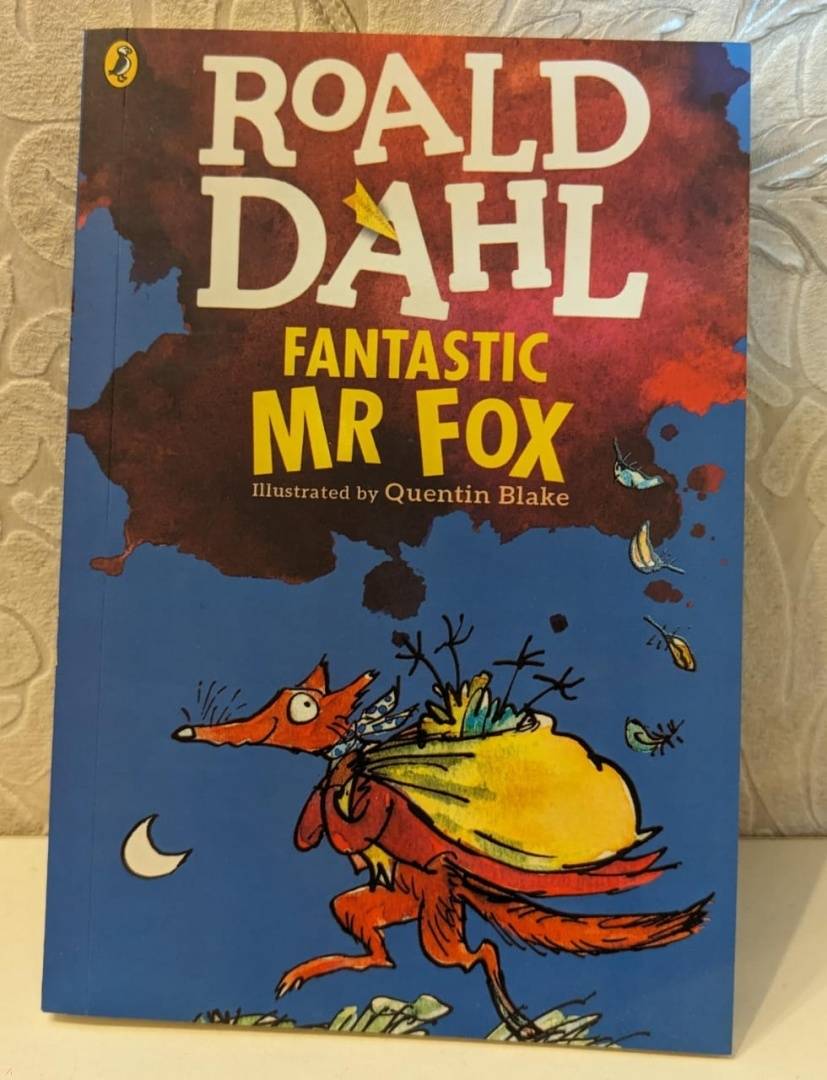 ROALD
DAHL
FANTASTIC
MR FOX
Illustrated by Quentin Blake